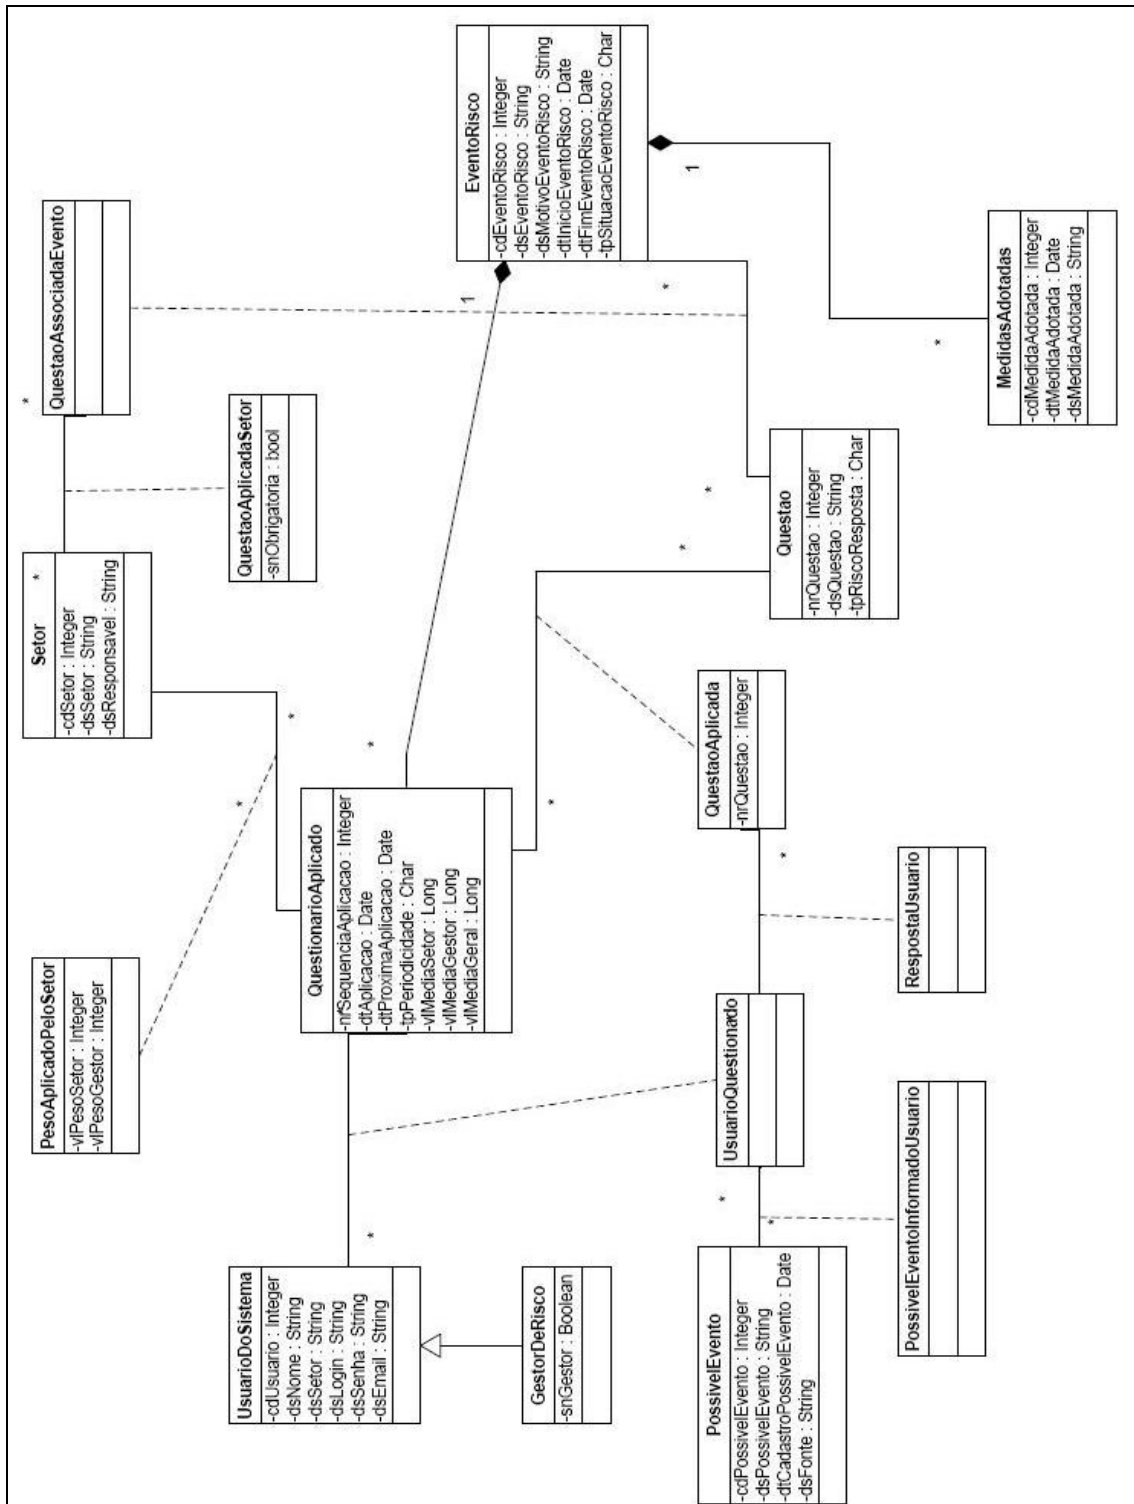 EventoRisco
-cdEventoRisco : Integer
-dsEventoRisco : String
-dsMotivoEventoRisco : String
-dtInicioEventoRisco : Date
-dtFimEventoRisco : Date
-tpSituacaoEventoRisco : Char
1
*
1
*
*
*
MedidasAdotadas
-cdMedidaAdotada : Integer
-dtMedidaAdotada : Date
-dsMedidaAdotada : String
QuestaoAssociadaEvento
*
QuestaoAplicadaSetor
-snObrigatoria : bool
Setor
*
-cdSetor : Integer
-dsSetor : String
-dsResponsavel : String
Questao
-nrQuestao : Integer
-dsQuestao : String
-tpRiscoResposta : Char
*
*
*
*
QuestaoAplicada
-nrQuestao : Integer
*
QuestionarioAplicado
-nrSequenciaAplicacao : Integer
-dtAplicacao : Date
-dtProximaAplicacao : Date
-tpPeriodicidade : Char
-vlMediaSetor : Long
-vlMediaGestor : Long
-vlMediaGeral : Long
PesoAplicadoPeloSetor
-vlPesoSetor : Integer
-vlPesoGestor : Integer
RespostaUsuario
UsuarioQuestionado
*
*
PossivelEventoInformadoUsuario
UsuarioDoSistema
-cdUsuario : Integer
-dsNome : String
-dsSetor : String
-dsLogin : String
-dsSenha : String
-dsEmail : String
*
GestorDeRisco
-snGestor : Boolean
PossivelEvento
-cdPossivelEvento : Integer
-dsPossivelEvento : String
-dtCadastroPossivelEvento : Date
-dsFonte : String